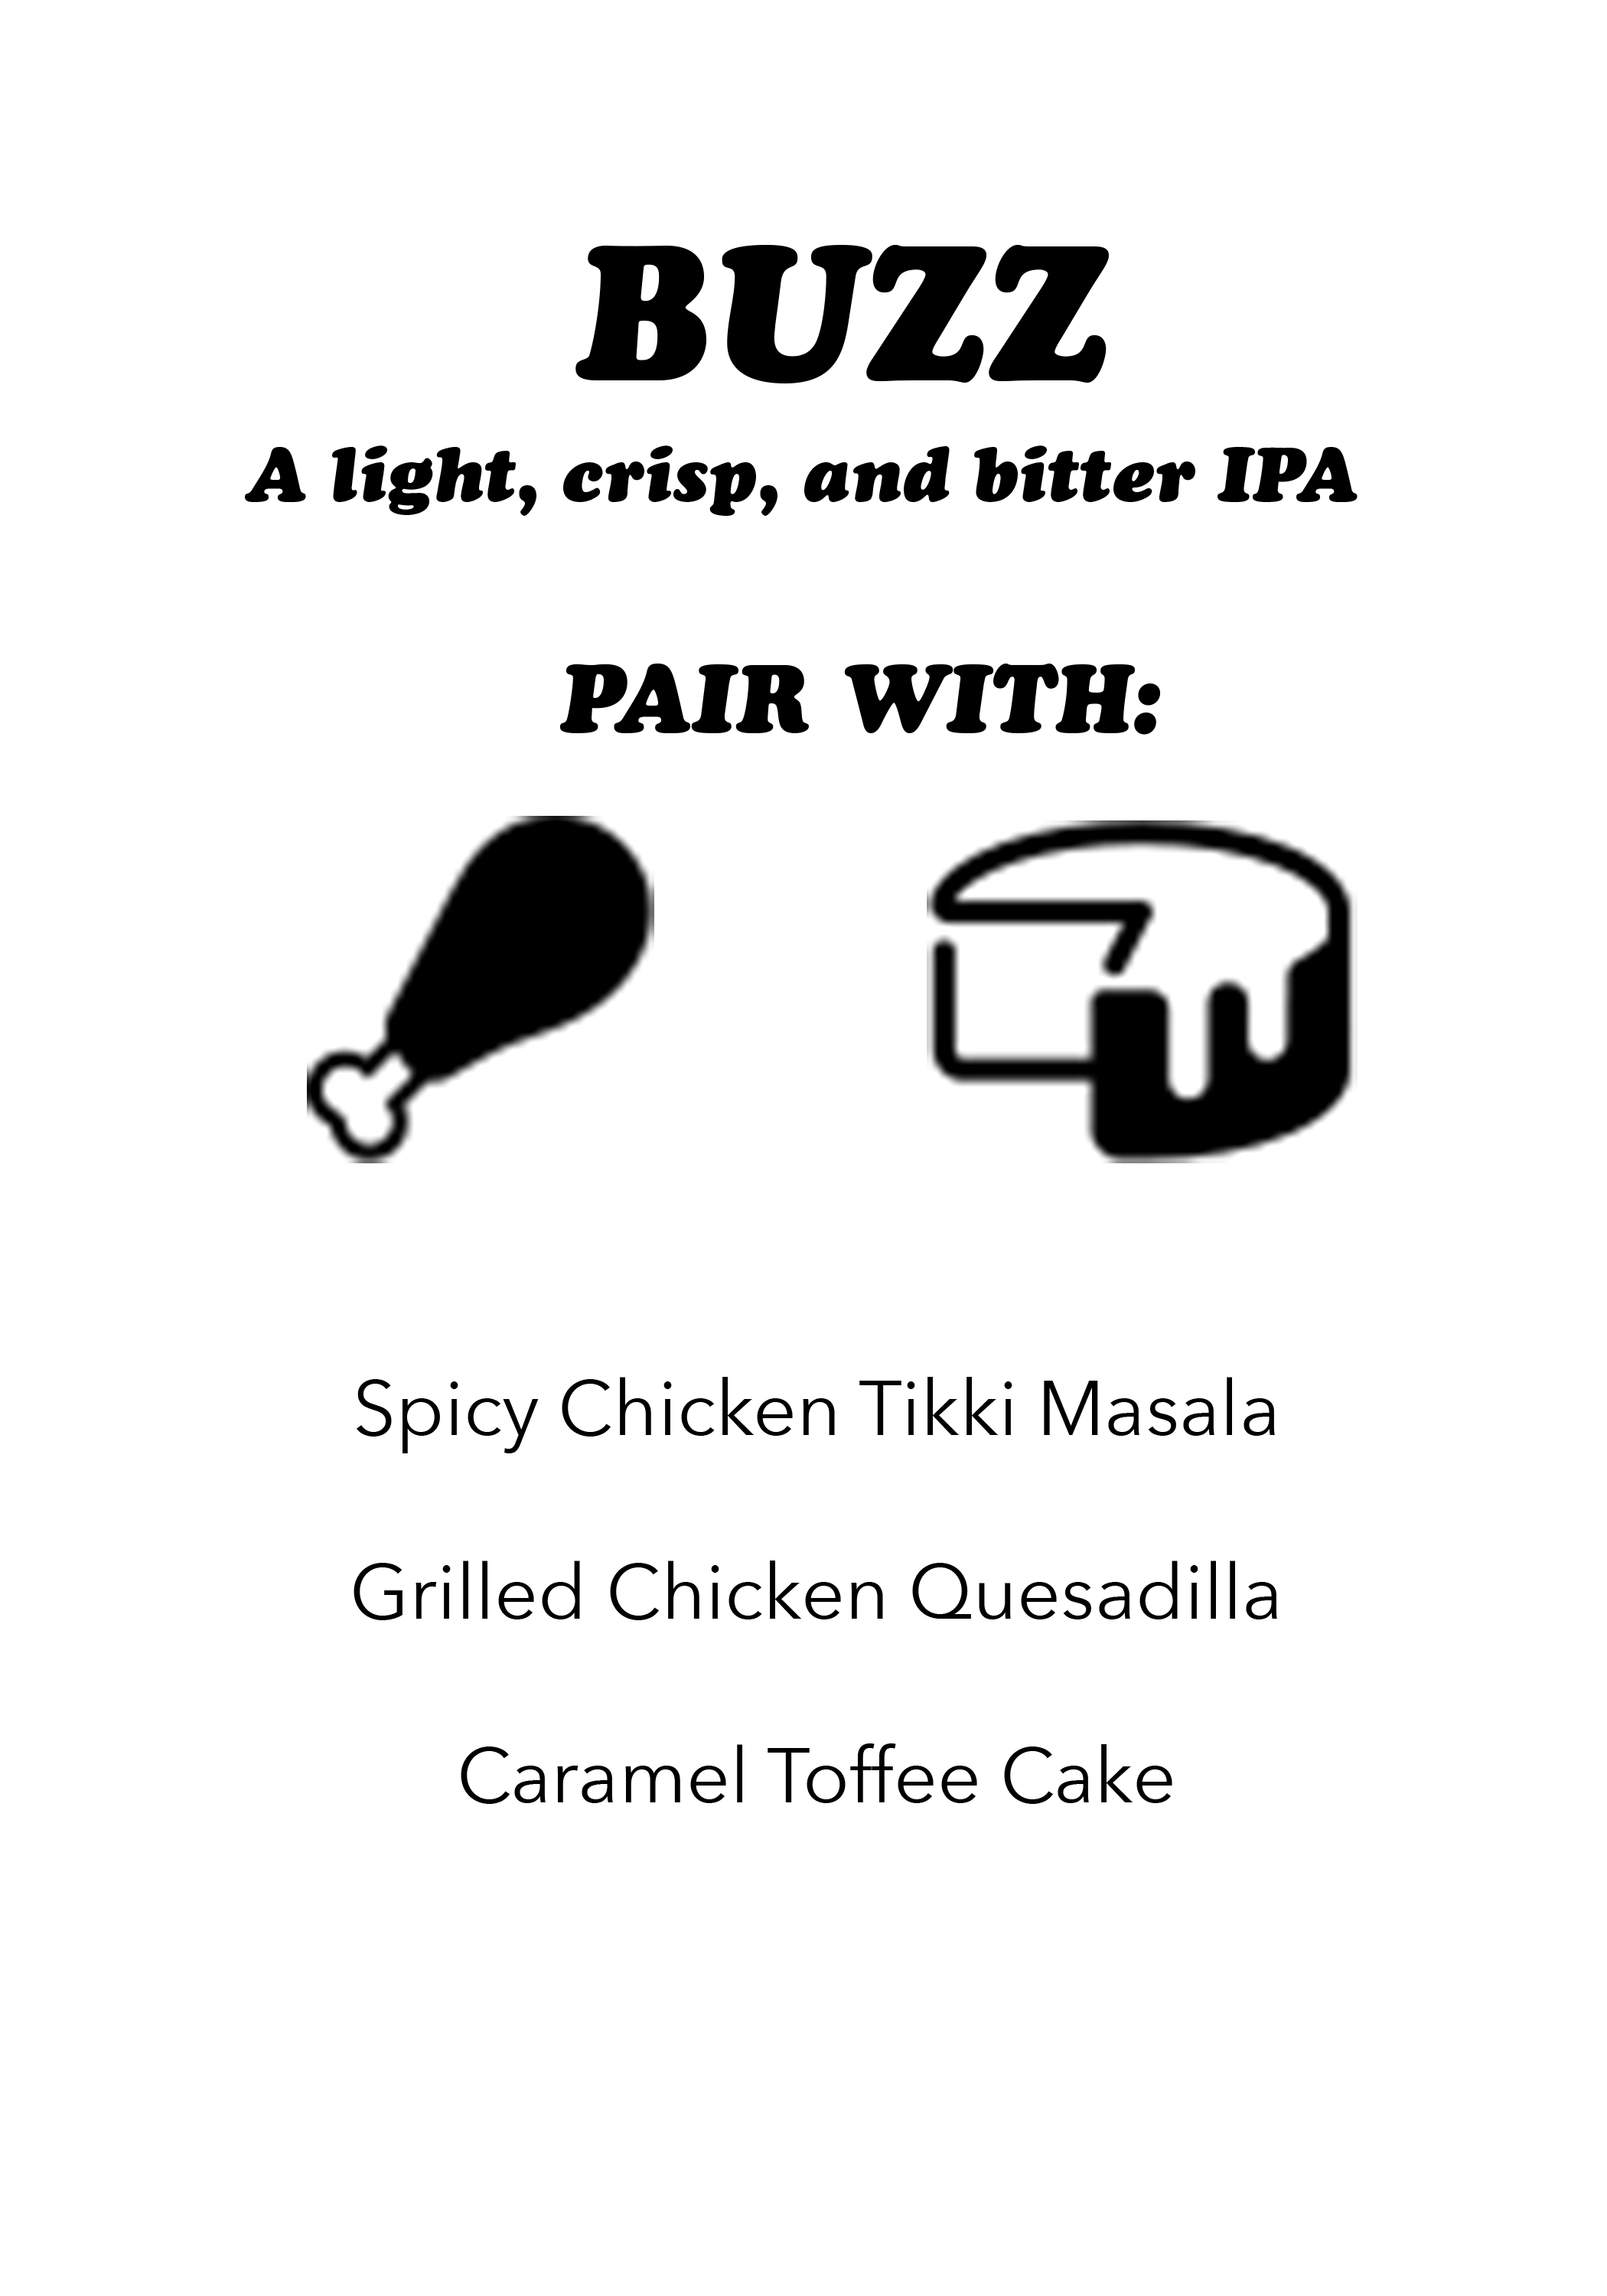 BUZZ
A light, crisp, and bitter IPA
PAIR WITH:
Spicy Chicken Tikki Masala
Grilled Chicken Quesadilla
Caramel Toffee Cake